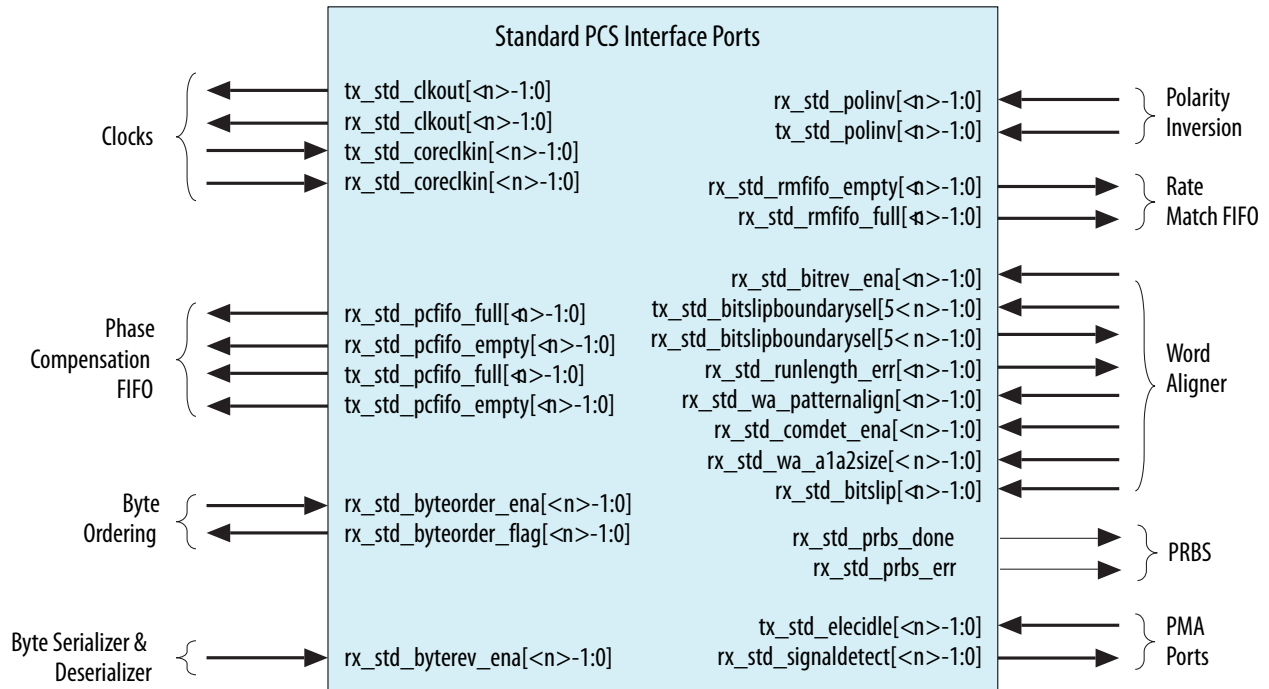 Standard PCS Interface Ports
Clocks
tx_std_clkout[<n>-1:0]
rx_std_clkout[<n>-1:0]
tx_std_coreclkin[<n>-1:0]
rx_std_coreclkin[<n>-1:0]
Phase
Compensation
FIFO
rx_std_pcfifo_full[<n>-1:0]
rx_std_pcfifo_empty[<n>-1:0]
tx_std_pcfifo_full[<n>-1:0]
tx_std_pcfifo_empty[<n>-1:0]
Byte
Ordering
rx_std_byteorder_ena[<n>-1:0]
rx_std_byteorder_flag[<n>-1:0]
Byte Serializer &
Deserializer
rx_std_byterev_ena[<n>-1:0]
rx_std_polinv[<n>-1:0]
tx_std_polinv[<n>-1:0]
Polarity
Inversion
rx_std_rmfifo_empty[<n>-1:0]
rx_std_rmfifo_full[<n>-1:0]
Rate
Match FIFO
rx_std_bitrev_ena[<n>-1:0]
tx_std_bitslipboundarysel[5<n>-1:0]
rx_std_bitslipboundarysel[5<n>-1:0]
rx_std_runlength_err[<n>-1:0]
rx_std_wa_patternalign[<n>-1:0]
rx_std_comdet_ena[<n>-1:0]
rx_std_wa_a1a2size[<n>-1:0]
rx_std_bitslip[<n>-1:0]
Word
Aligner
rx_std_prbs_done
rx_std_prbs_err
PRBS
tx_std_elecidle[<n>-1:0]
rx_std_signaldetect[<n>-1:0]
PMA
Ports